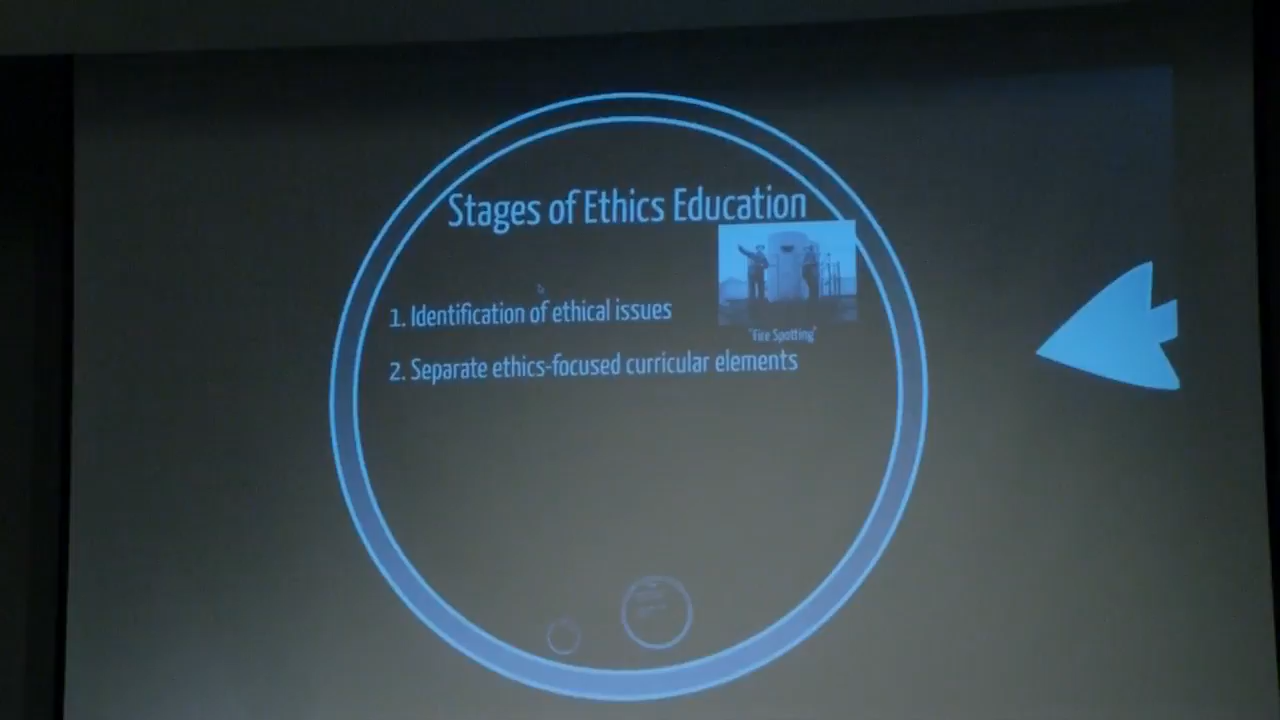 Stages of Ethics Education
1. Identification of ethical issues
"Fire Spotting"
2. Separate ethics-focused curricular elements